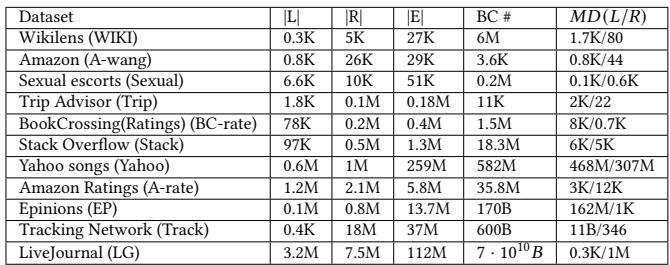 Dataset |L| |R| |E| BC # MD(L/R)
Wikilens (WIKI) 0.3K 5K 27K 6M 1.7K/80
Amazon (A-wang) 0.8K 26K 29K 3.6K 0.8K/44
Sexual escorts (Sexual) 6.6K 10K 51K 0.2M 0.1K/0.6K
Trip Advisor (Trip) 1.8K 0.1M 0.18M 11K 2K/22
BookCrossing(Ratings) (BC-rate) 78K 0.2M 0.4M 1.5M 8K/0.7K
Stack Overflow (Stack) 97K 0.5M 1.3M 18.3M 6K/5K
Yahoo songs (Yahoo) 0.6M 1M 259M 582M 468M/307M
Amazon Ratings (A-rate) 1.2M 2.1M 5.8M 35.8M 3K/12K
Epinions (EP) 0.1M 0.8M 13.7M 170B 162M/1K
Tracking Network (Track) 0.4K 18M 37M 600B 11B/346
LiveJournal (LG) 3.2M 7.5M 112M 7 · 10¹⁰B 0.3K/1M